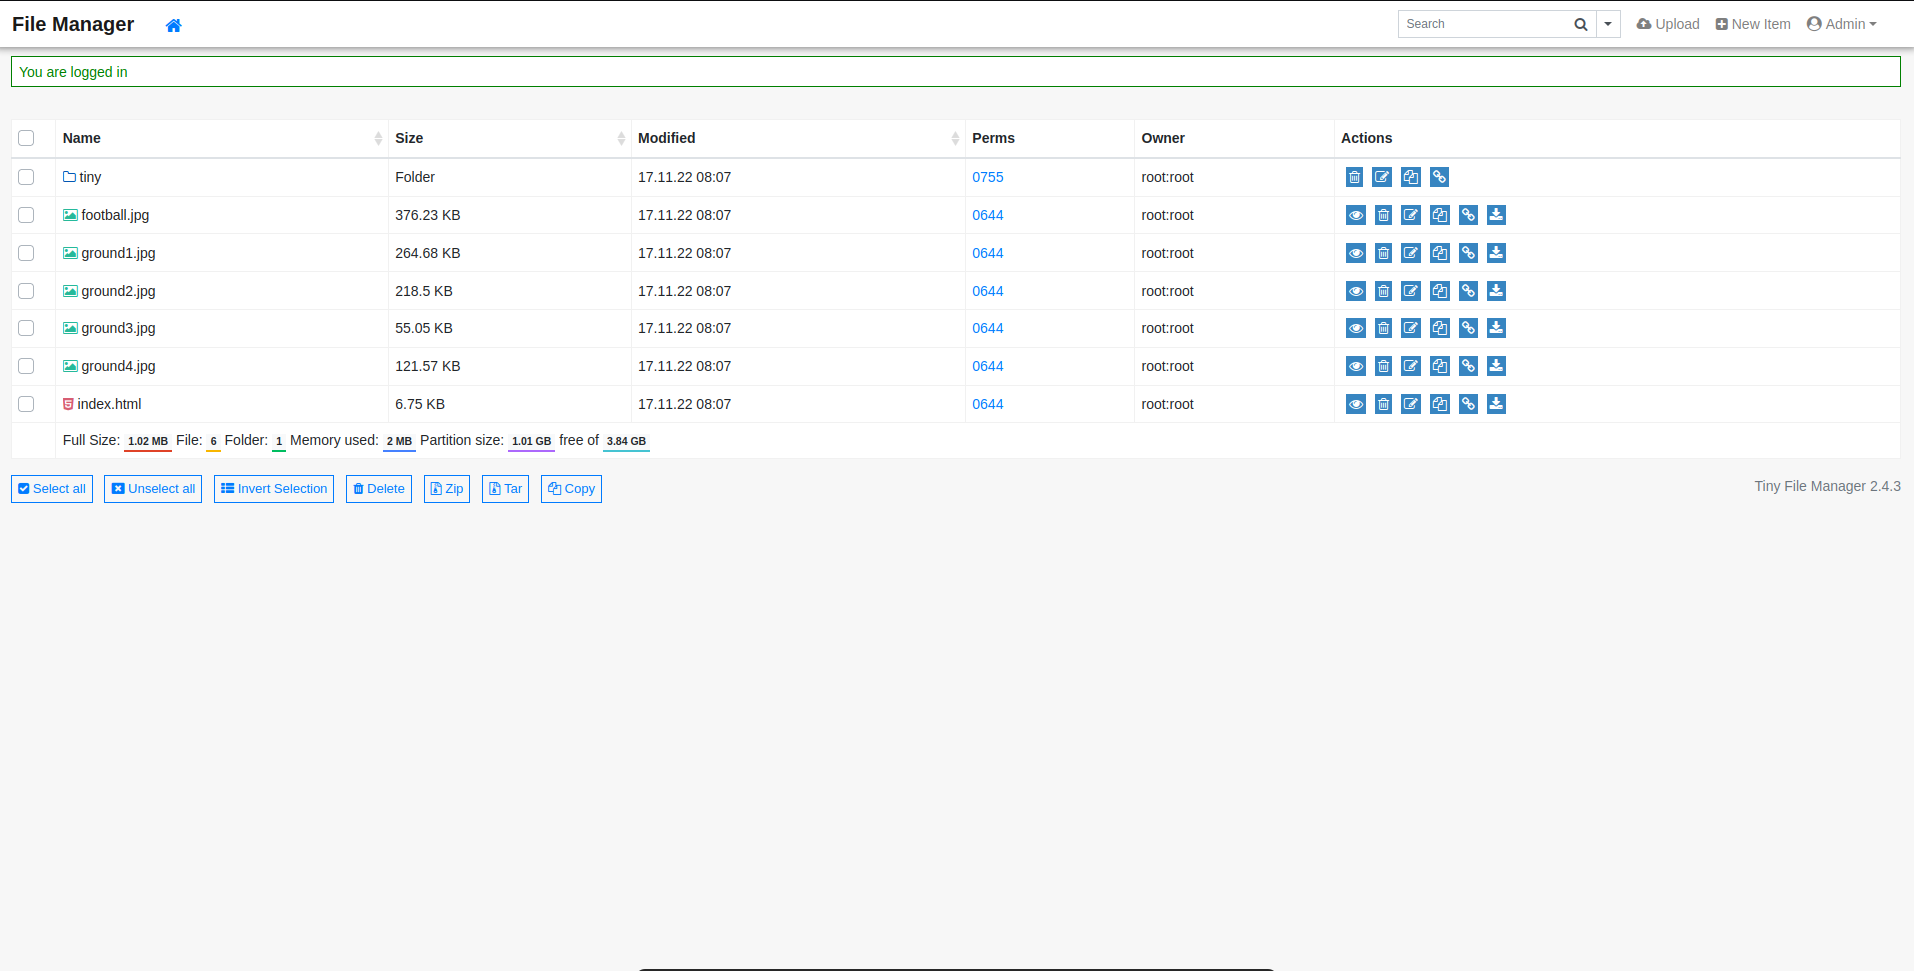 File Manager Search Upload New Item Admin
You are logged in
Name Size Modified Perms Owner Actions
tiny Folder 17.11.22 08:07 0755 root:root
football.jpg 376.23 KB 17.11.22 08:07 0644 root:root
ground1.jpg 264.68 KB 17.11.22 08:07 0644 root:root
ground2.jpg 218.5 KB 17.11.22 08:07 0644 root:root
ground3.jpg 55.05 KB 17.11.22 08:07 0644 root:root
ground4.jpg 121.57 KB 17.11.22 08:07 0644 root:root
index.html 6.75 KB 17.11.22 08:07 0644 root:root
Full Size: 1.02 MB File: 6 Folder: 1 Memory used: 2 MB Partition size: 1.01 GB free of 3.84 GB
Select all Unselect all Invert Selection Delete Zip Tar Copy Tiny File Manager 2.4.3